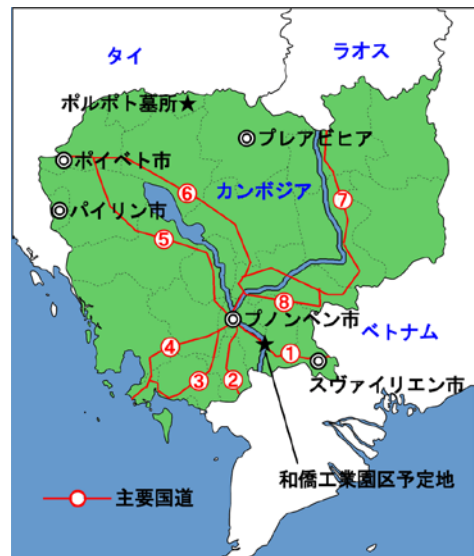 タイ
ラオス
ポルポト墓所★
プレアビヒア
ポイペト市
カンボジア
⑥
⑦
パイリン市
⑤
⑧
プノンペン市
ベトナム
④
①
③
②
スヴァイリエン市
和僑工業園区予定地
主要国道